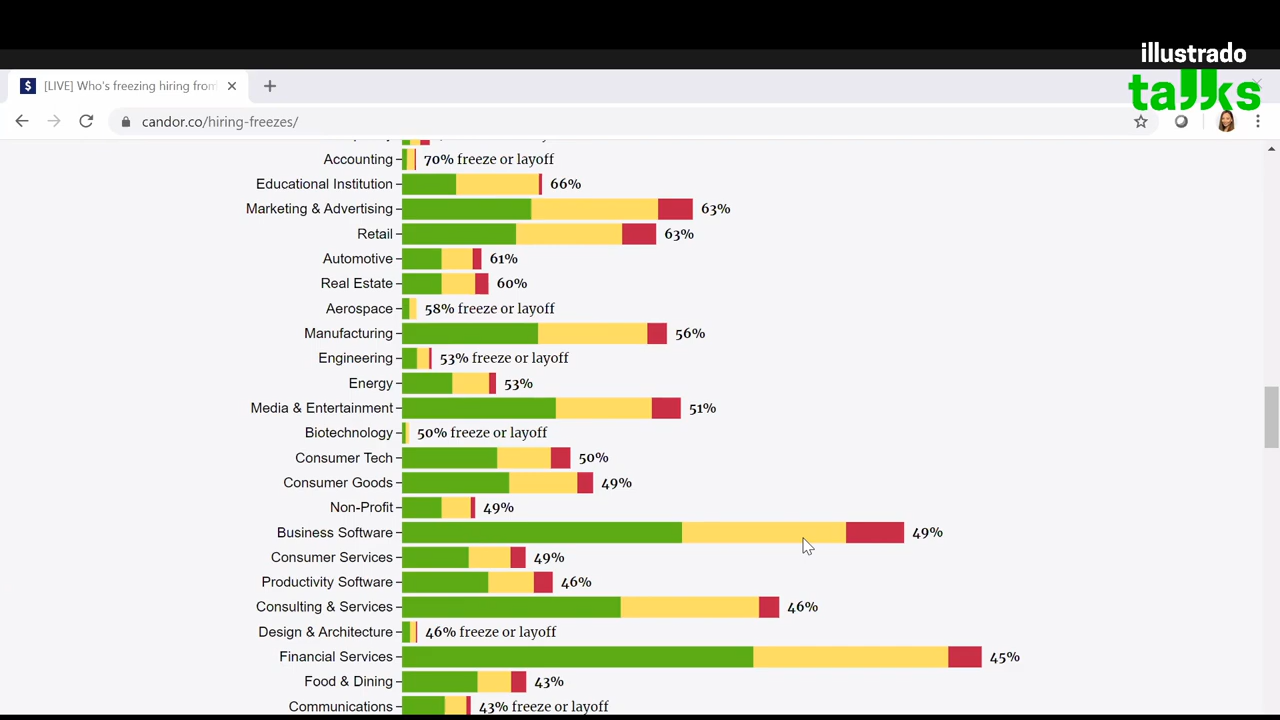 illustrado
talks
[LIVE] Who's freezing hiring from
candor.co/hiring-freezes/
Accounting 70% freeze or layoff
Educational Institution 66%
Marketing & Advertising 63%
Retail 63%
Automotive 61%
Real Estate 60%
Aerospace 58% freeze or layoff
Manufacturing 56%
Engineering 53% freeze or layoff
Energy 53%
Media & Entertainment 51%
Biotechnology 50% freeze or layoff
Consumer Tech 50%
Consumer Goods 49%
Non-Profit 49%
Business Software 49%
Consumer Services 49%
Productivity Software 46%
Consulting & Services 46%
Design & Architecture 46% freeze or layoff
Financial Services 45%
Food & Dining 43%
Communications 43% freeze or layoff